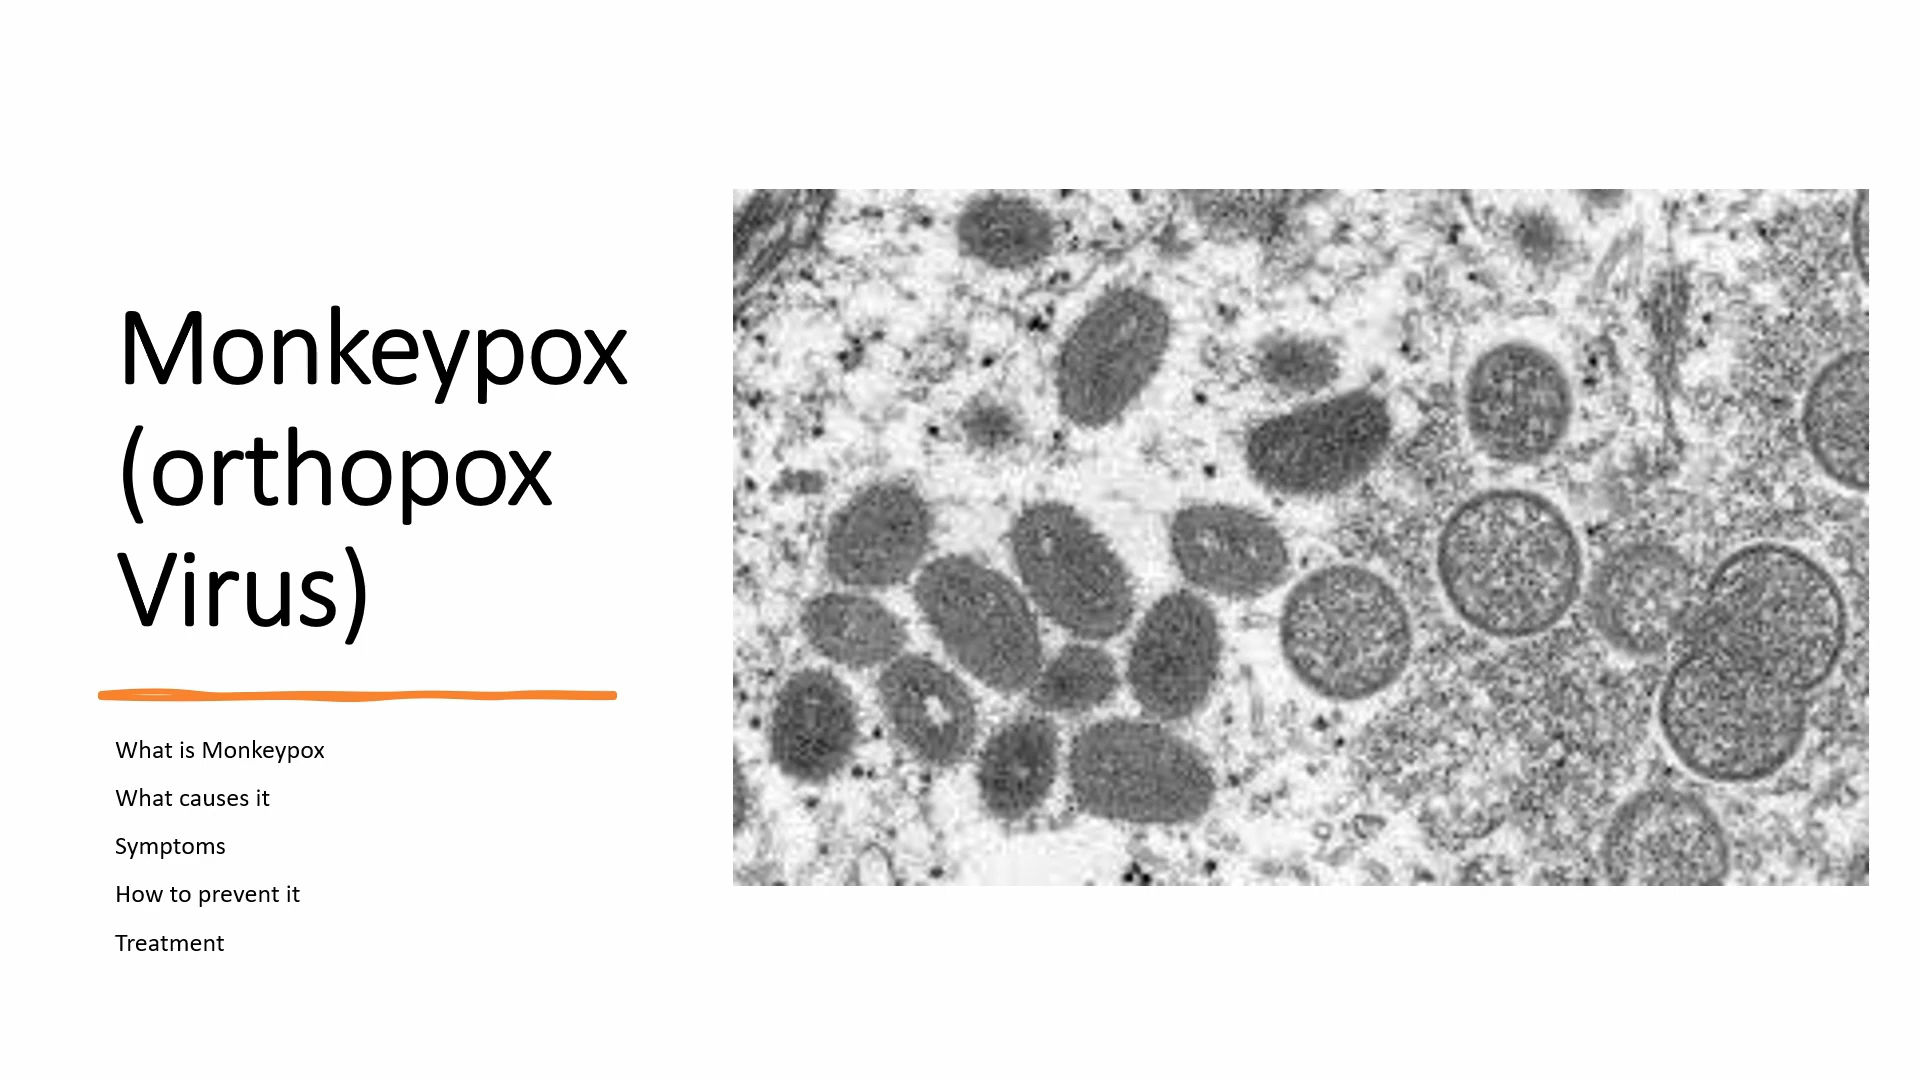 Monkeypox
(orthopox
Virus)
What is Monkeypox
What causes it
Symptoms
How to prevent it
Treatment